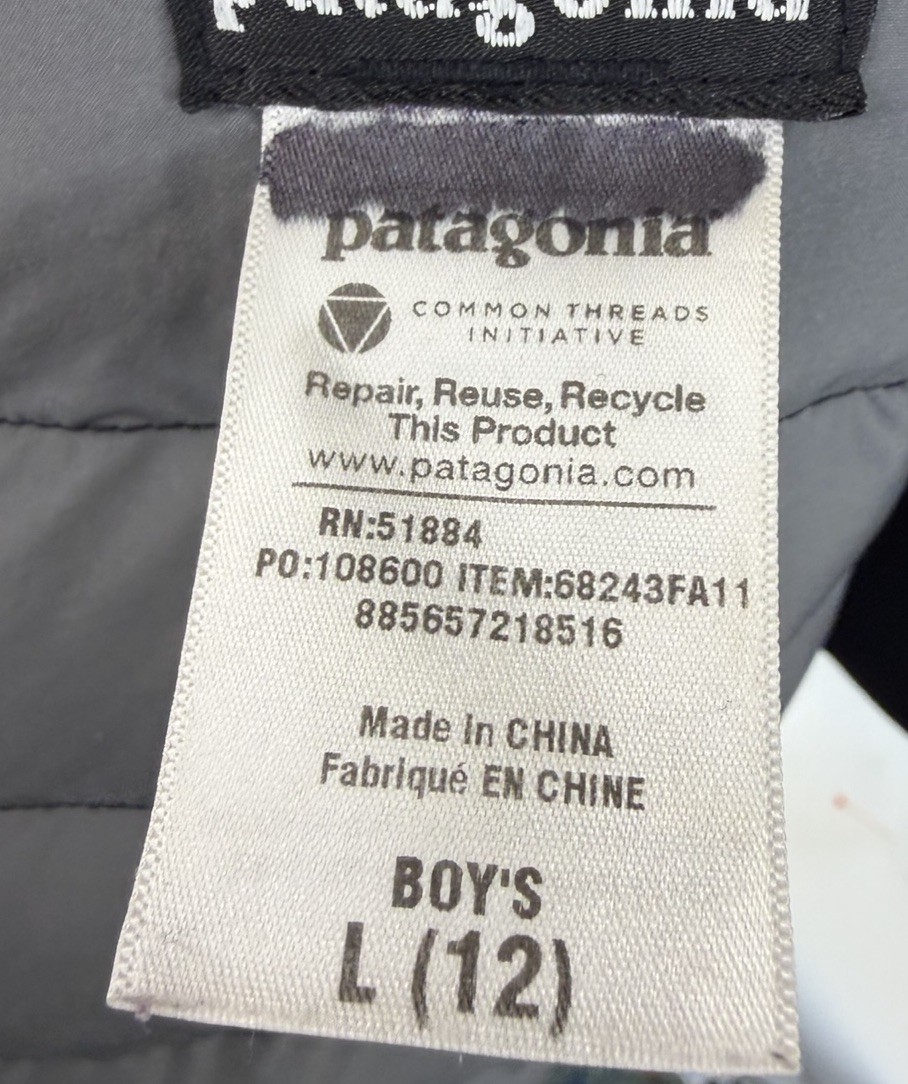 patagonia
patagonia
COMMON THREADS
INITIATIVE
Repair, Reuse, Recycle
This Product
www.patagonia.com
RN:51884
PO:108600 ITEM:68243FA11
885657218516
Made in CHINA
Fabriqué EN CHINE
BOY'S
L (12)